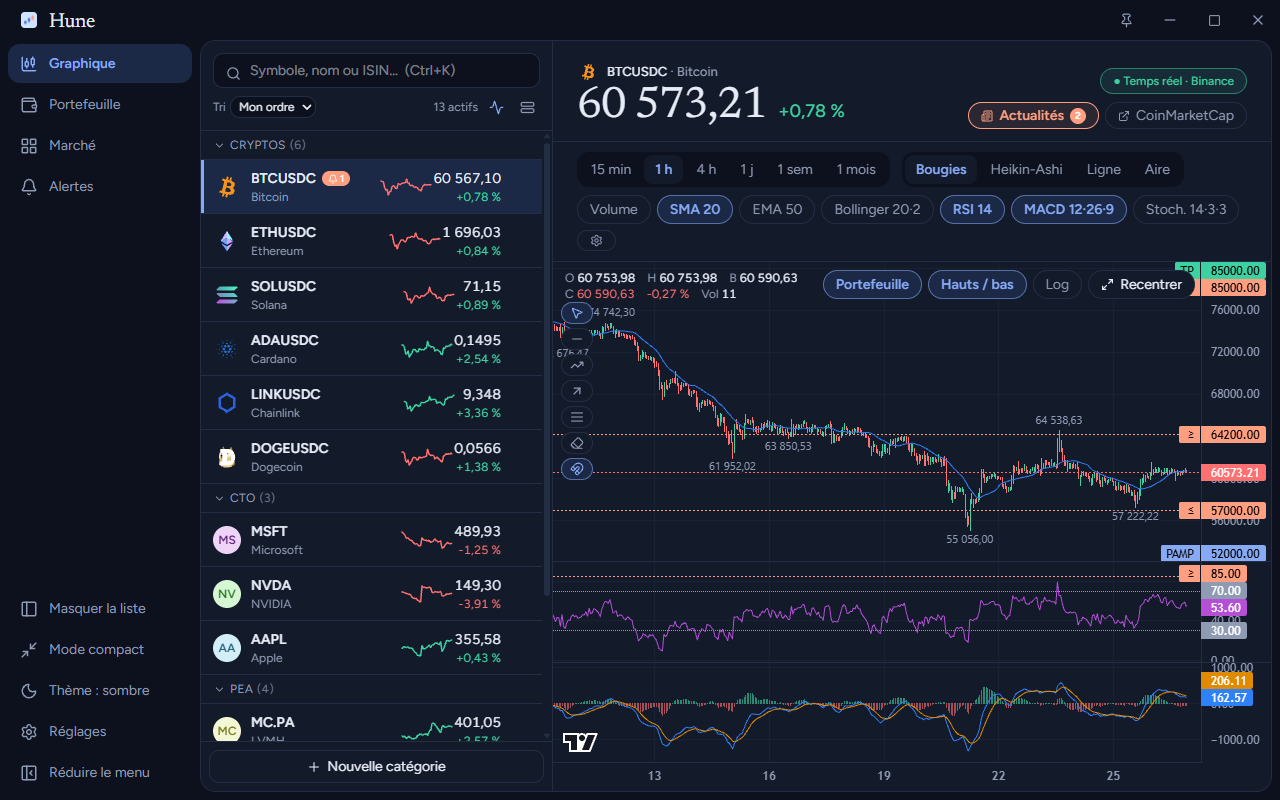 Hune
Graphique
Portefeuille
Marché
Alertes
Masquer la liste
Mode compact
Thème : sombre
Réglages
Réduire le menu
Symbole, nom ou ISIN… (Ctrl+K)
Tri Mon ordre 13 actifs
CRYPTOS (6)
BTCUSDC 1 60 567,10
Bitcoin +0,78 %
ETHUSDC 1 696,03
Ethereum +0,84 %
SOLUSDC 71,15
Solana +0,89 %
ADAUSDC 0,1495
Cardano +2,54 %
LINKUSDC 9,348
Chainlink +3,36 %
DOGEUSDC 0,0566
Dogecoin +1,38 %
CTO (3)
MS MSFT 489,93
Microsoft -1,25 %
NV NVDA 149,30
NVIDIA -3,91 %
AA AAPL 355,58
Apple +0,43 %
PEA (4)
MC MC.PA 401,05
LVMH +2,57 %
Nouvelle catégorie
BTCUSDC · Bitcoin
60 573,21 +0,78 %
Temps réel · Binance
Actualités 2 CoinMarketCap
15 min 1 h 4 h 1 j 1 sem 1 mois Bougies Heikin-Ashi Ligne Aire
Volume SMA 20 EMA 50 Bollinger 20·2 RSI 14 MACD 12·26·9 Stoch. 14·3·3
O 60 753,98 H 60 753,98 B 60 590,63
C 60 590,63 -0,27 % Vol 11
Portefeuille Hauts / bas Log Recentrer
85000.00
85000.00
76000.00
72000.00
68000.00
≥ 64200.00
60573.21
≤ 57000.00
56000.00
PAMP 52000.00
74 742,30
64 538,63
63 850,53
61 952,02
57 222,22
55 056,00
≥ 85.00
70.00
53.60
40.00
30.00
0.00
1000.00
206.11
162.57
−1000.00
13 16 19 22 25